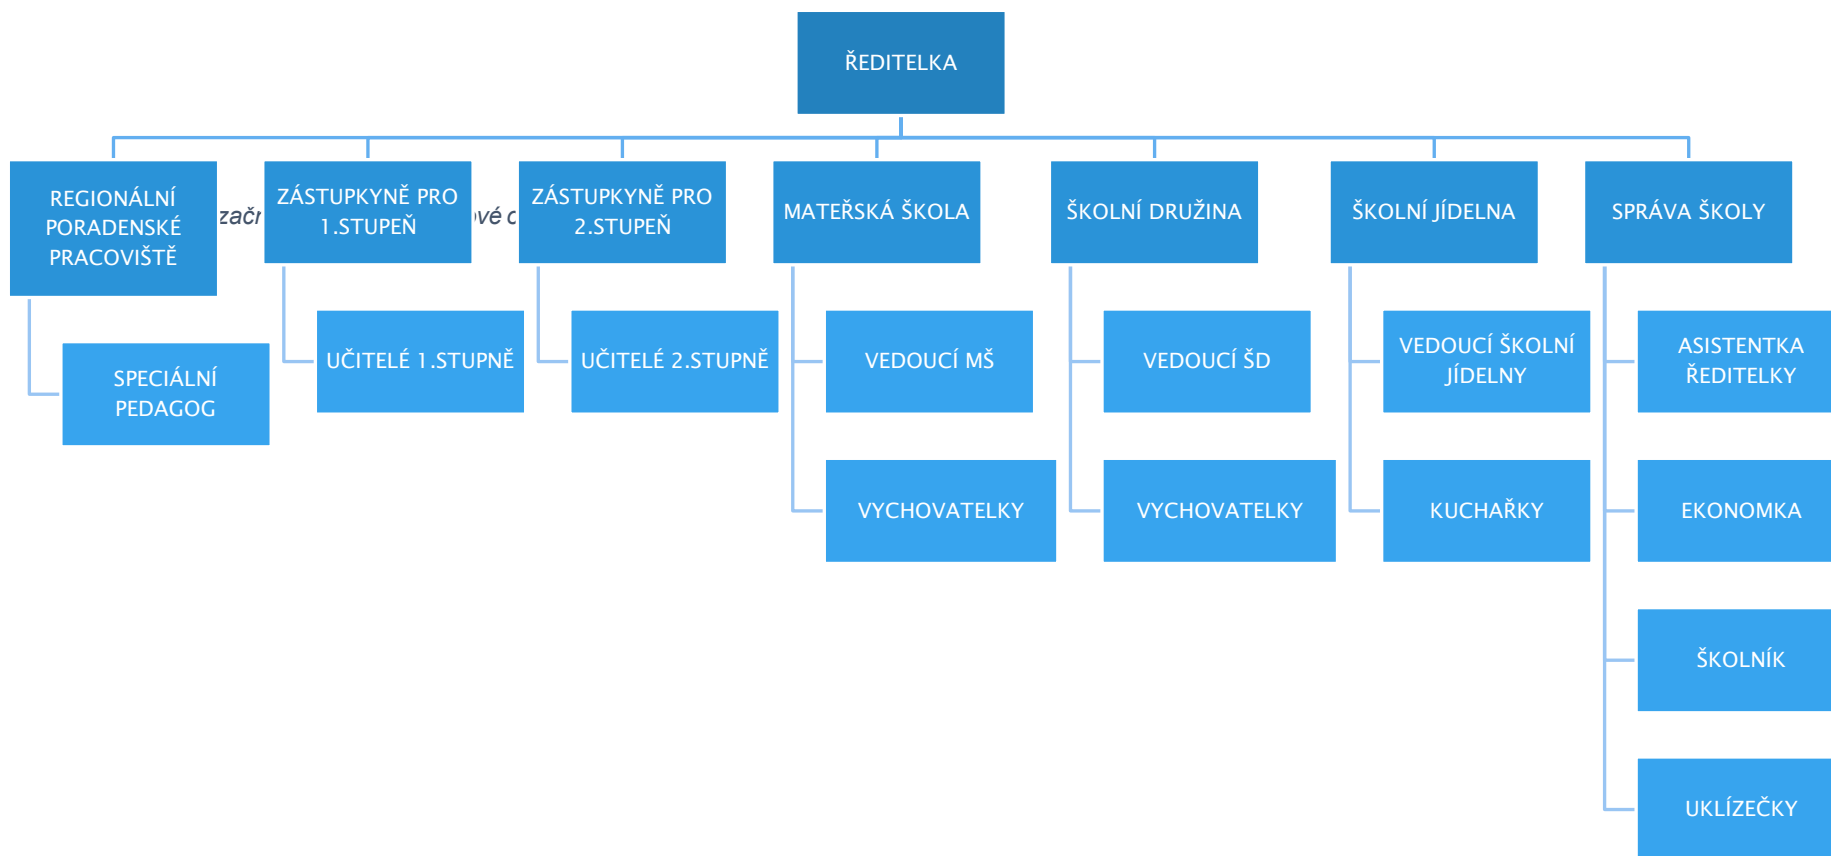 ŘEDITELKA
REGIONÁLNÍ
PORADENSKÉ
PRACOVIŠTĚ
ZÁSTUPKYNĚ PRO
1.STUPEŇ
ZÁSTUPKYNĚ PRO
2.STUPEŇ
MATEŘSKÁ ŠKOLA
ŠKOLNÍ DRUŽINA
ŠKOLNÍ JÍDELNA
SPRÁVA ŠKOLY
SPECIÁLNÍ
PEDAGOG
UČITELÉ 1.STUPNĚ
UČITELÉ 2.STUPNĚ
VEDOUCÍ MŠ
VEDOUCÍ ŠD
VEDOUCÍ ŠKOLNÍ
JÍDELNY
ASISTENTKA
ŘEDITELKY
VYCHOVATELKY
VYCHOVATELKY
KUCHAŘKY
EKONOMKA
ŠKOLNÍK
UKLÍZEČKY